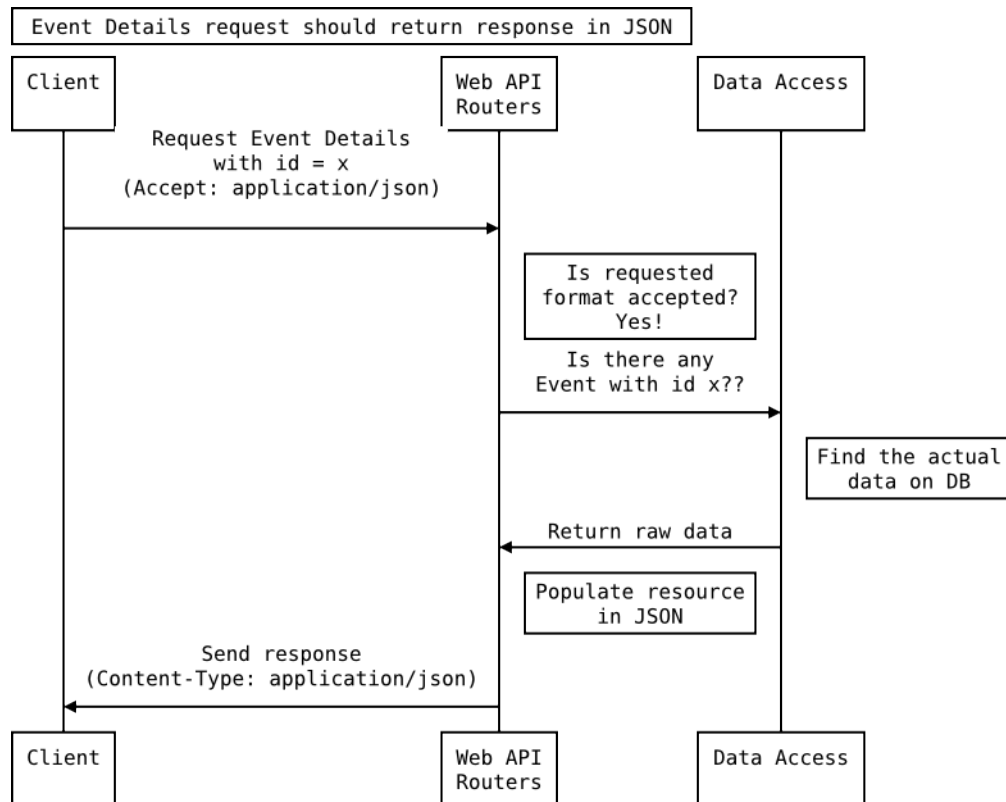 Event Details request should return response in JSON
Client
Web API
Routers
Data Access
Request Event Details
with id = x
(Accept: application/json)
Is requested
format accepted?
Yes!
Is there any
Event with id x??
Find the actual
data on DB
Return raw data
Populate resource
in JSON
Send response
(Content-Type: application/json)
Client
Web API
Routers
Data Access